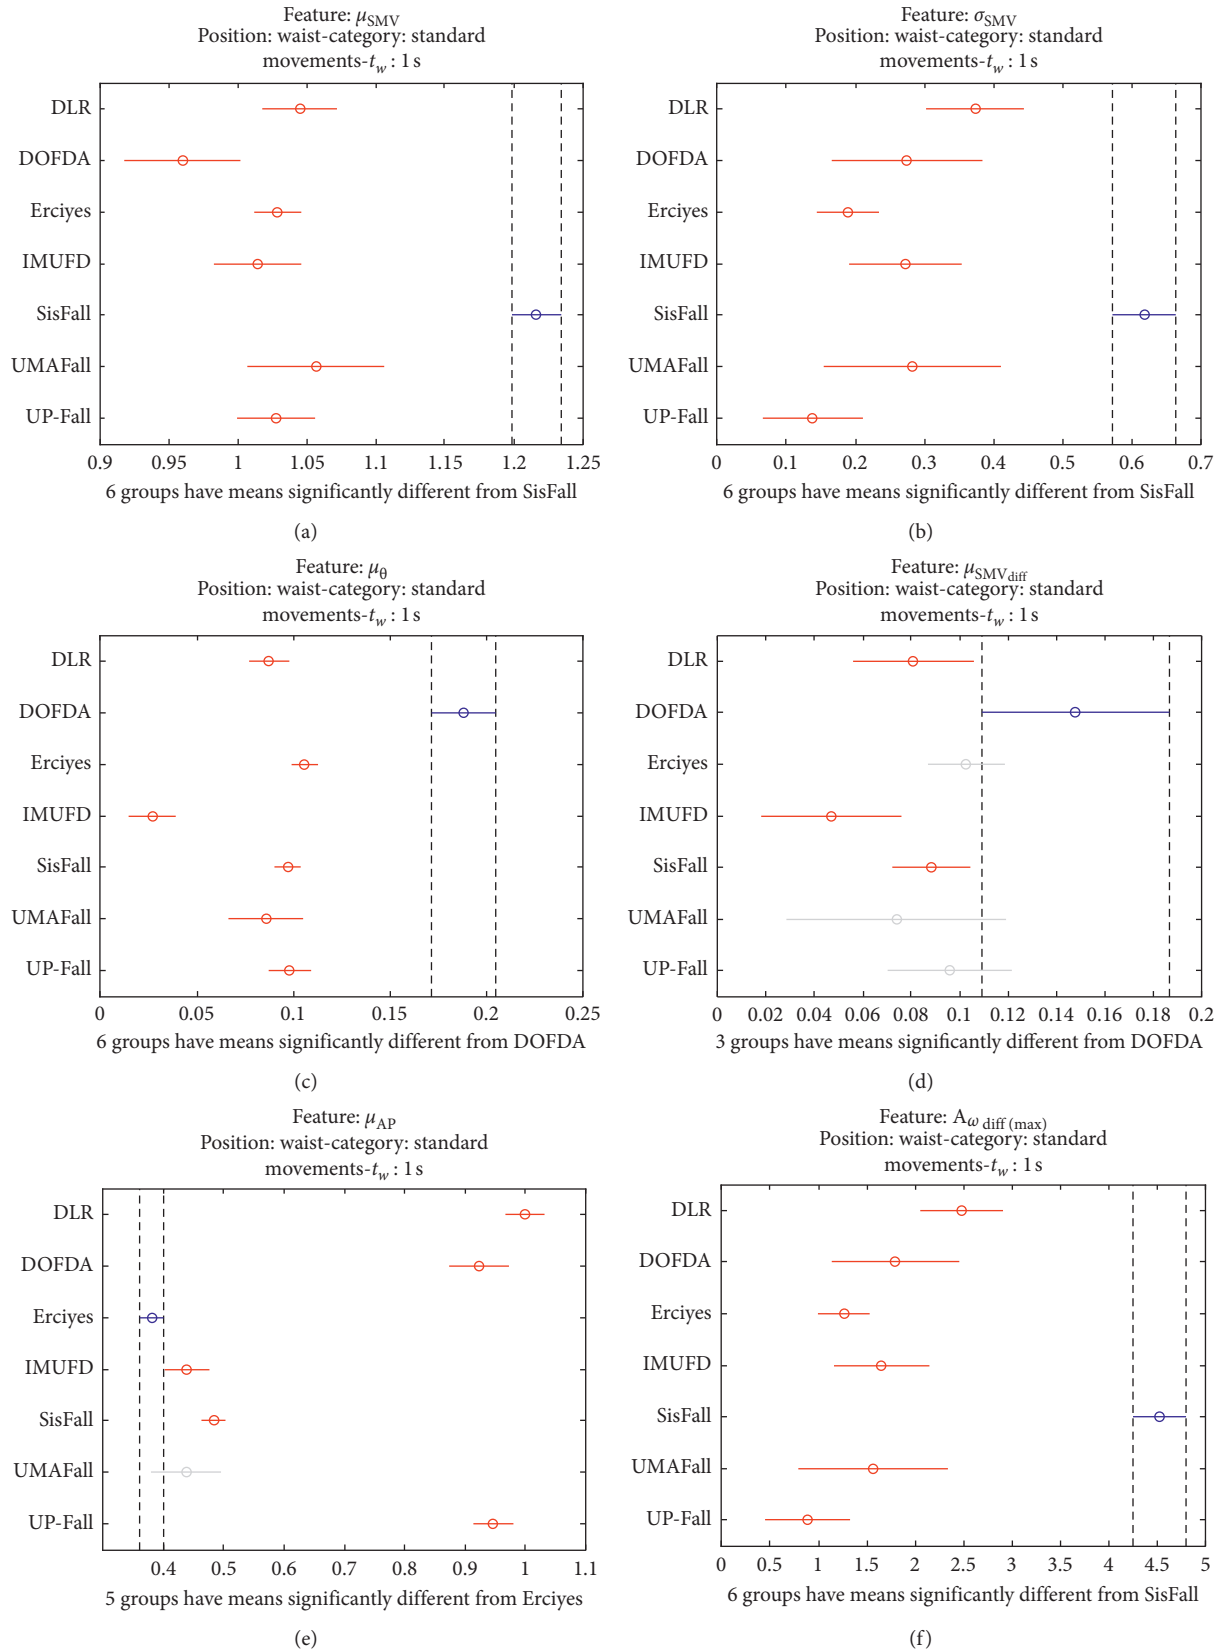 Feature: μSMV
Position: waist-category: standard
movements-tw : 1 s
DLR
DOFDA
Erciyes
IMUFD
SisFall
UMAFall
UP-Fall
0.9 0.95 1 1.05 1.1 1.15 1.2 1.25
6 groups have means significantly different from SisFall
(a)
Feature: σSMV
Position: waist-category: standard
movements-tw : 1 s
DLR
DOFDA
Erciyes
IMUFD
SisFall
UMAFall
UP-Fall
0 0.1 0.2 0.3 0.4 0.5 0.6 0.7
6 groups have means significantly different from SisFall
(b)
Feature: μθ
Position: waist-category: standard
movements-tw : 1 s
DLR
DOFDA
Erciyes
IMUFD
SisFall
UMAFall
UP-Fall
0 0.05 0.1 0.15 0.2 0.25
6 groups have means significantly different from DOFDA
(c)
Feature: μSMVdiff
Position: waist-category: standard
movements-tw : 1 s
DLR
DOFDA
Erciyes
IMUFD
SisFall
UMAFall
UP-Fall
0 0.02 0.04 0.06 0.08 0.1 0.12 0.14 0.16 0.18 0.2
3 groups have means significantly different from DOFDA
(d)
Feature: μAP
Position: waist-category: standard
movements-tw : 1 s
DLR
DOFDA
Erciyes
IMUFD
SisFall
UMAFall
UP-Fall
0.4 0.5 0.6 0.7 0.8 0.9 1 1.1
5 groups have means significantly different from Erciyes
(e)
Feature: Aω diff (max)
Position: waist-category: standard
movements-tw : 1 s
DLR
DOFDA
Erciyes
IMUFD
SisFall
UMAFall
UP-Fall
0 0.5 1 1.5 2 2.5 3 3.5 4 4.5 5
6 groups have means significantly different from SisFall
(f)